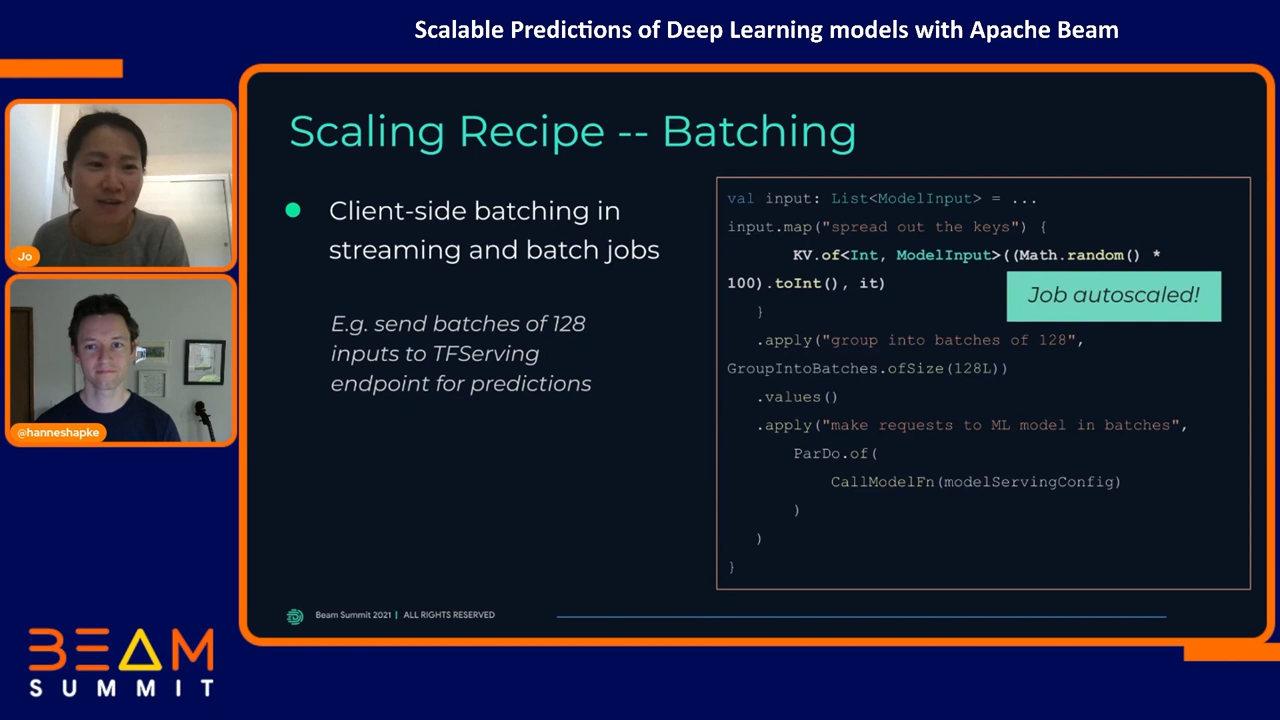 Scalable Predictions of Deep Learning models with Apache Beam
Jo
@hanneshapke
BEAM
SUMMIT
Scaling Recipe -- Batching
Client-side batching in
streaming and batch jobs
E.g. send batches of 128
inputs to TFServing
endpoint for predictions
val input: List<ModelInput> = ...
input.map("spread out the keys") {
KV.of<Int, ModelInput>((Math.random() *
100).toInt(), it)
}
.apply("group into batches of 128",
GroupIntoBatches.ofSize(128L))
.values()
.apply("make requests to ML model in batches",
ParDo.of(
CallModelFn(modelServingConfig)
)
)
}
Job autoscaled!
Beam Summit 2021 | ALL RIGHTS RESERVED